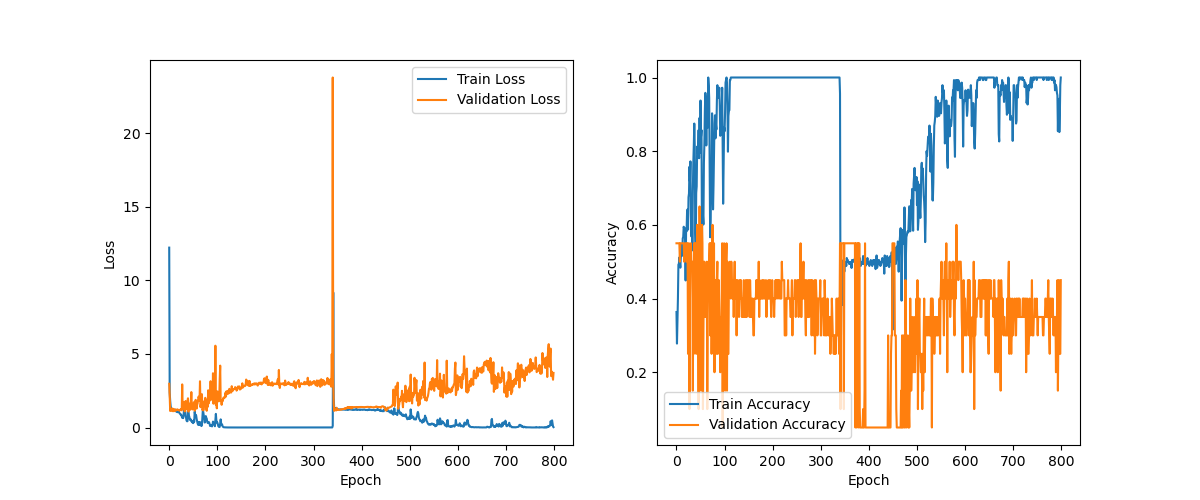 Loss
20
15
10
5
0
0 100 200 300 400 500 600 700 800
Epoch
Train Loss
Validation Loss
Accuracy
1.0
0.8
0.6
0.4
0.2
0 100 200 300 400 500 600 700 800
Epoch
Train Accuracy
Validation Accuracy